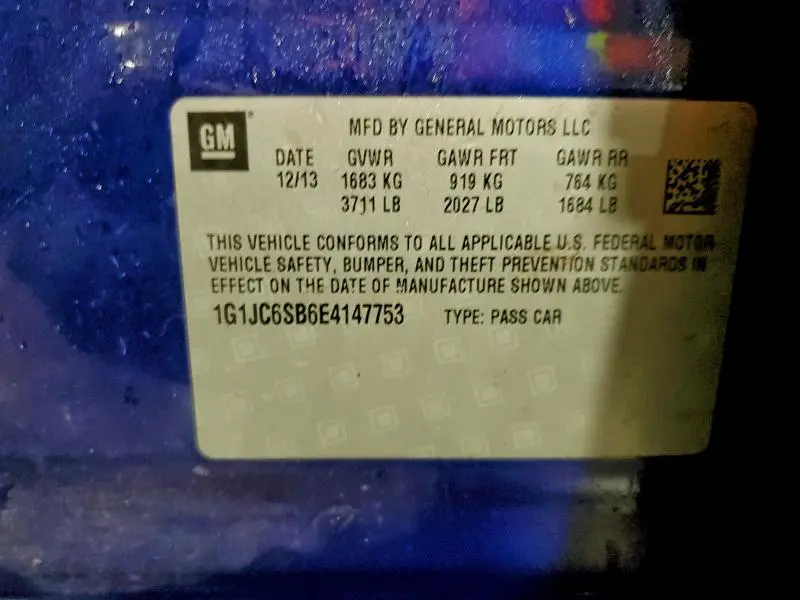 GM
MFD BY GENERAL MOTORS LLC
DATE GVWR GAWR FRT GAWR RR
12/13 1683 KG 919 KG 764 KG
3711 LB 2027 LB 1684 LB
THIS VEHICLE CONFORMS TO ALL APPLICABLE U.S. FEDERAL MOTOR
VEHICLE SAFETY, BUMPER, AND THEFT PREVENTION STANDARDS IN
EFFECT ON THE DATE OF MANUFACTURE SHOWN ABOVE.
1G1JC6SB6E4147753 TYPE: PASS CAR